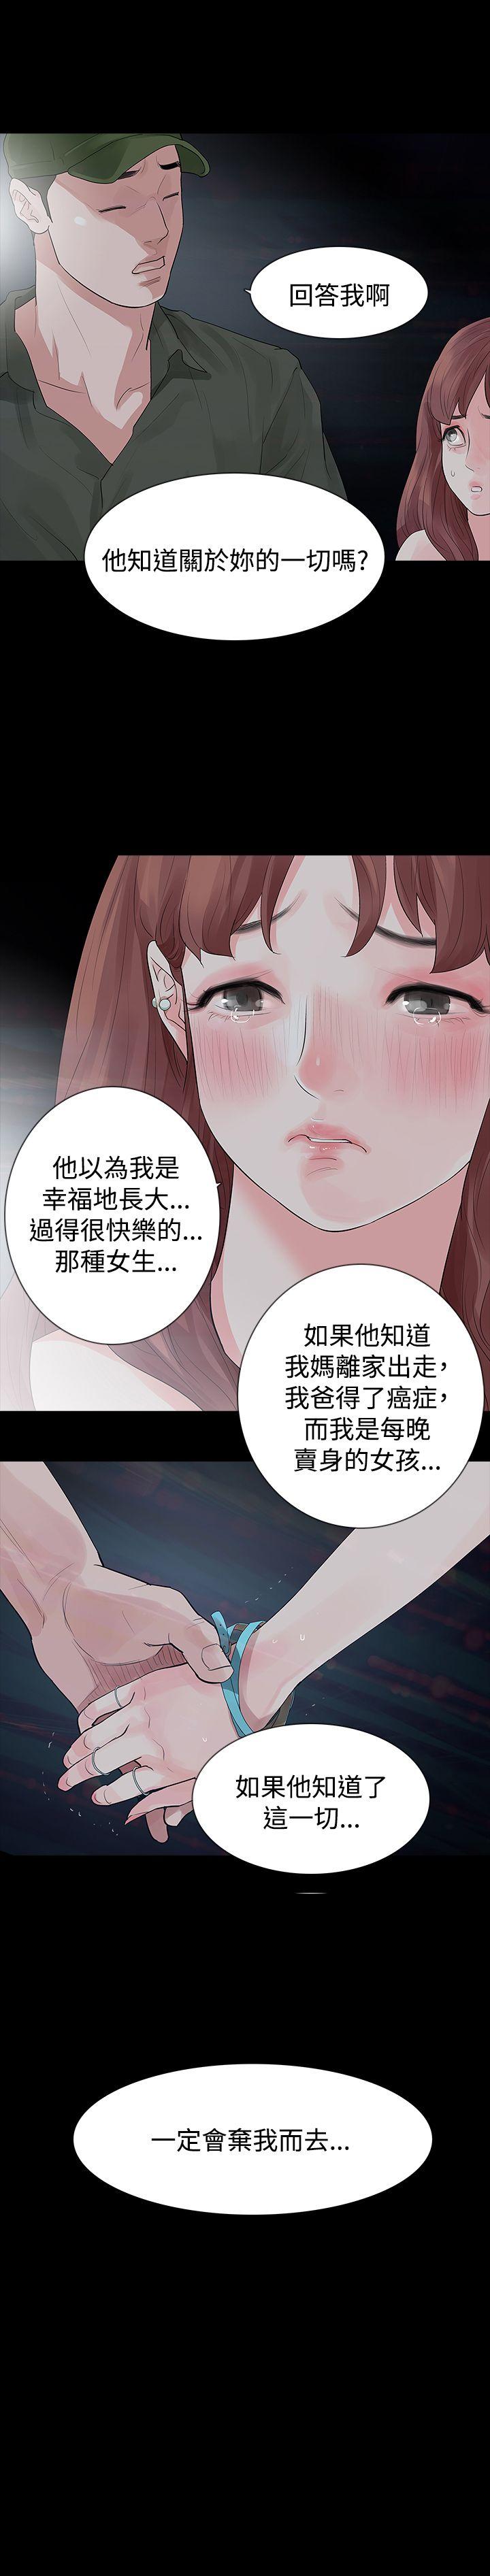 回答我啊
他知道關於妳的一切嗎?
他以為我是
幸福地長大...
過得很快樂的...
那種女生...
如果他知道
我媽離家出走,
我爸得了癌症,
而我是每晚
賣身的女孩...
如果他知道了
這一切...
一定會棄我而去...